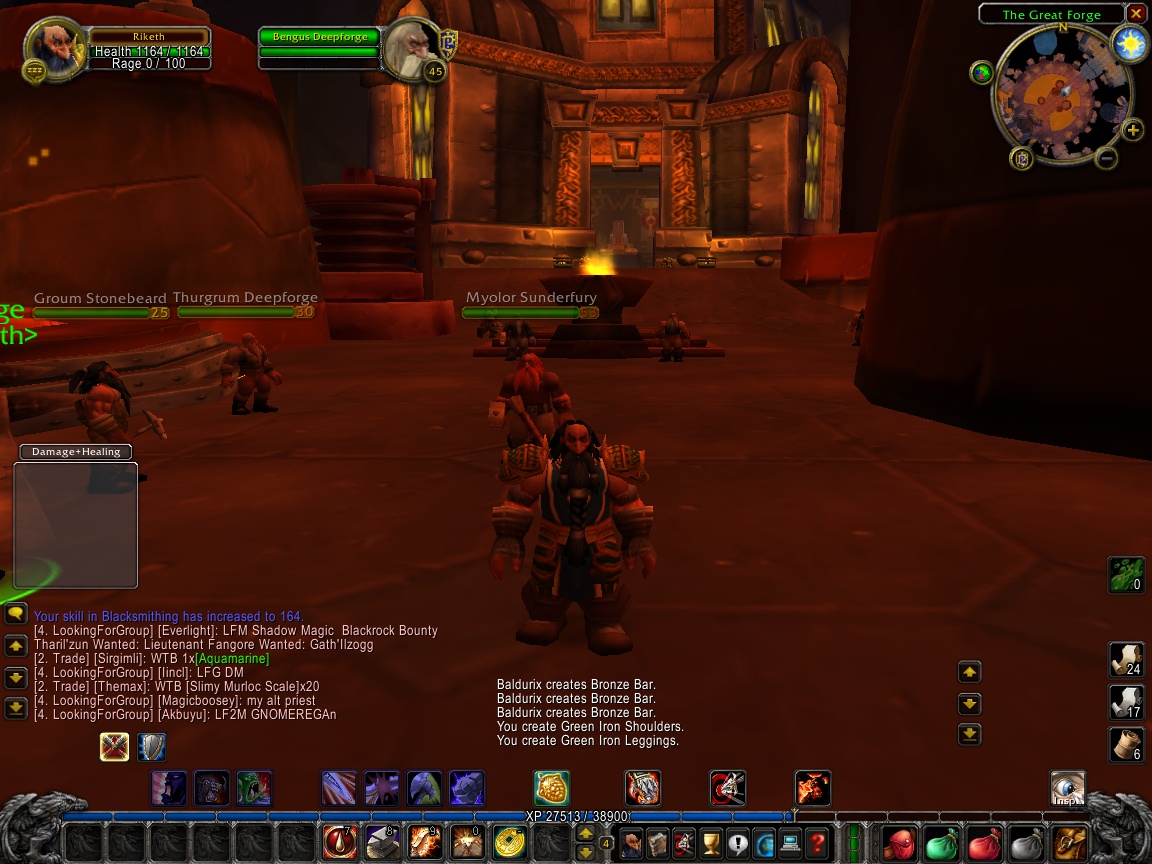 Riketh
Health 1164 / 1164
Rage 0 / 100
zzz
Bengus Deepforge
45
The Great Forge
N
Groum Stonebeard
25
Thurgrum Deepforge
30
Myolor Sunderfury
ge
th>
Damage+Healing
0
24
17
6
Your skill in Blacksmithing has increased to 164.
[4. LookingForGroup] [Everlight]: LFM Shadow Magic Blackrock Bounty
Tharil'zun Wanted: Lieutenant Fangore Wanted: Gath'Ilzogg
[2. Trade] [Sirgimli]: WTB 1x[Aquamarine]
[4. LookingForGroup] [Iincl]: LFG DM
[2. Trade] [Themax]: WTB [Slimy Murloc Scale]x20
[4. LookingForGroup] [Magicboosey]: my alt priest
[4. LookingForGroup] [Akbuyu]: LF2M GNOMEREGAn
Baldurix creates Bronze Bar.
Baldurix creates Bronze Bar.
Baldurix creates Bronze Bar.
You create Green Iron Shoulders.
You create Green Iron Leggings.
Insp
XP 27513 / 38900
7
8
9
0
4